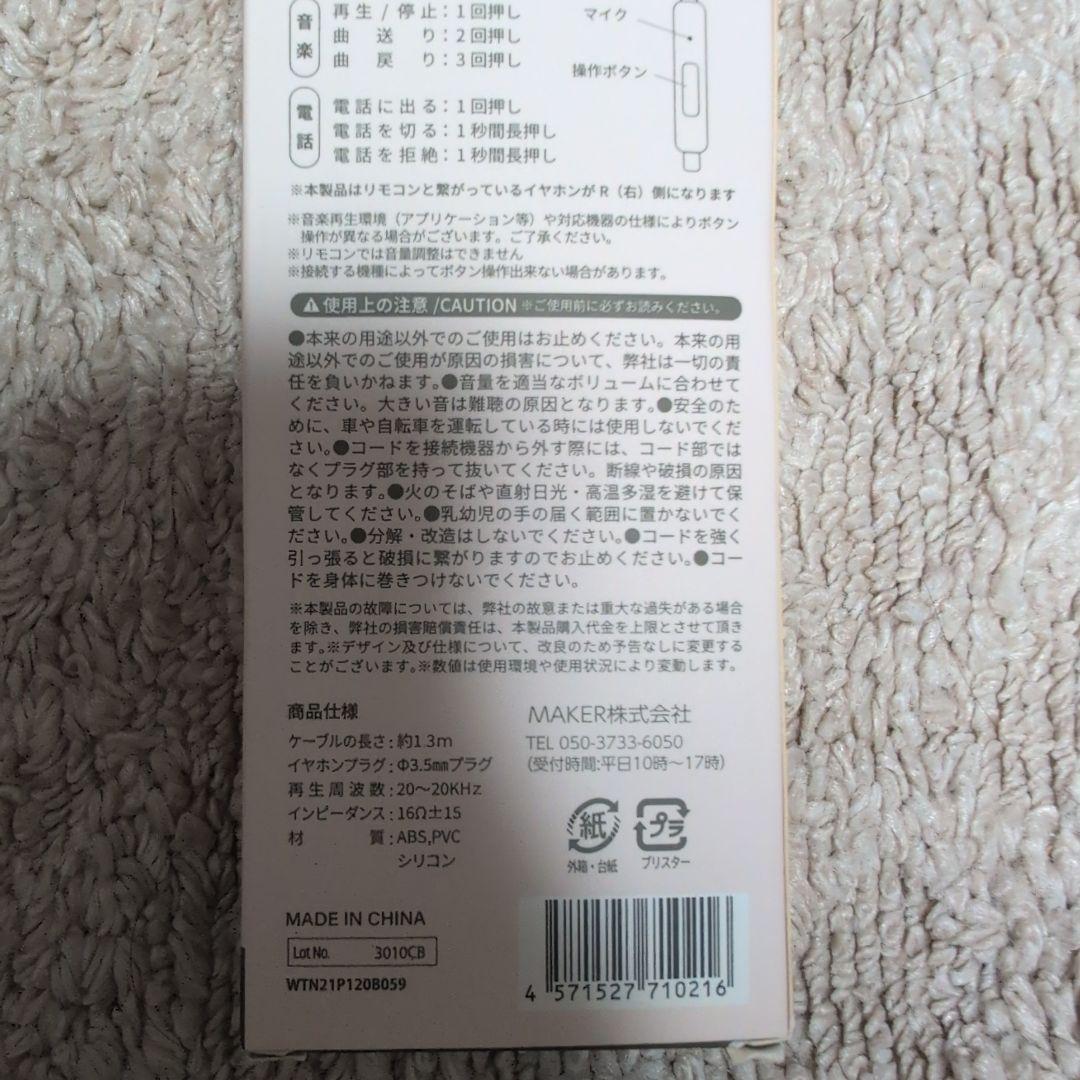 音楽
再生/停止：1回押し
曲送り：2回押し
曲戻り：3回押し
マイク
操作ボタン
電話
電話に出る：1回押し
電話を切る：1秒間長押し
電話を拒絶：1秒間長押し
※本製品はリモコンと繋がっているイヤホンがR（右）側になります
※音楽再生環境（アプリケーション等）や対応機器の仕様によりボタン
操作が異なる場合がございます。ご了承ください。
※リモコンでは音量調整はできません
※接続する機種によってボタン操作出来ない場合があります。
使用上の注意/CAUTION ※ご使用前に必ずお読みください。
●本来の用途以外でのご使用はお止めください。本来の用
途以外でのご使用が原因の損害について、弊社は一切の責
任を負いかねます。●音量を適当なボリュームに合わせて
ください。大きい音は難聴の原因となります。●安全のた
めに、車や自転車を運転している時には使用しないでくだ
さい。●コードを接続機器から外す際には、コード部では
なくプラグ部を持って抜いてください。断線や破損の原因
となります。●火のそばや直射日光・高温多湿を避けて保
管してください。●乳幼児の手の届く範囲に置かないでく
ださい。●分解・改造はしないでください。●コードを強く
引っ張ると破損に繋がりますのでお止めください。●コー
ドを身体に巻きつけないでください。
※本製品の故障については、弊社の故意または重大な過失がある場合
を除き、弊社の損害賠償責任は、本製品購入代金を上限とさせて頂き
ます。※デザイン及び仕様について、改良のため予告なしに変更する
ことがございます。※数値は使用環境や使用状況により変動します。
商品仕様
ケーブルの長さ：約1.3m
イヤホンプラグ：Φ3.5mmプラグ
再生周波数：20～20KHz
インピーダンス：16Ω±15
材質：ABS,PVC
シリコン
MAKER株式会社
TEL 050-3733-6050
(受付時間:平日10時～17時)
紙
外箱・台紙
プラ
ブリスター
MADE IN CHINA
Lot No. 3010CB
WTN21P120B059
4 571527 710216